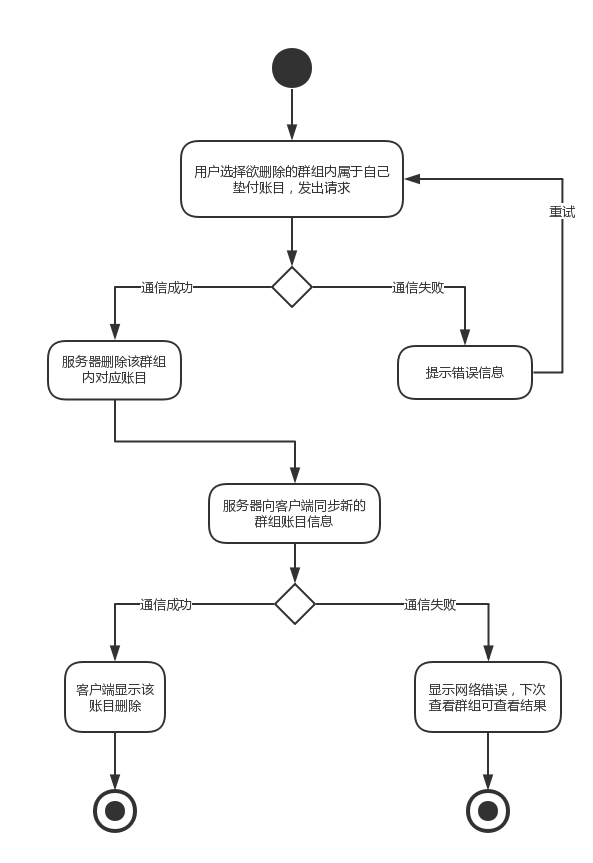 用户选择欲删除的群组内属于自己
垫付账目，发出请求
重试
通信成功
通信失败
服务器删除该群组
内对应账目
提示错误信息
服务器向客户端同步新的
群组账目信息
通信成功
通信失败
客户端显示该
账目删除
显示网络错误，下次
查看群组可查看结果